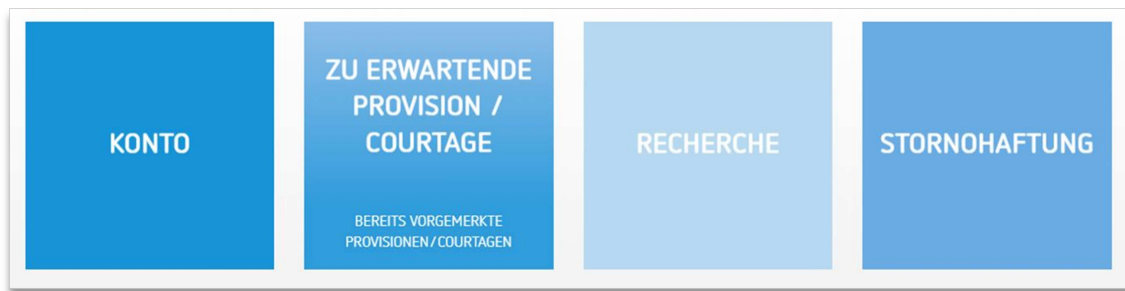 KONTO
ZU ERWARTENDE
PROVISION /
COURTAGE
BEREITS VORGEMERKTE
PROVISIONEN/COURTAGEN
RECHERCHE
STORNOHAFTUNG